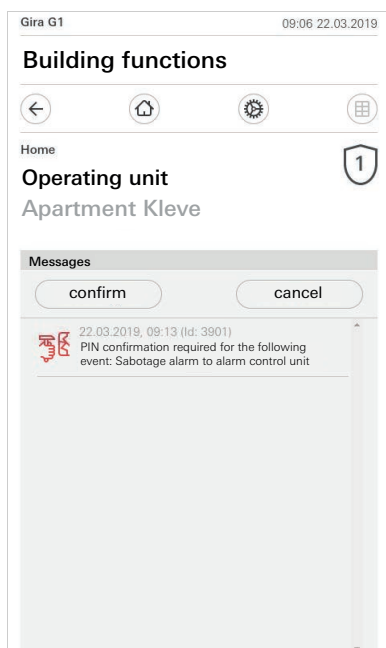 Gira G1 09:06 22.03.2019
Building functions
Home
1
Operating unit
Apartment Kleve
Messages
confirm cancel
22.03.2019, 09:13 (Id: 3901)
PIN confirmation required for the following
event: Sabotage alarm to alarm control unit